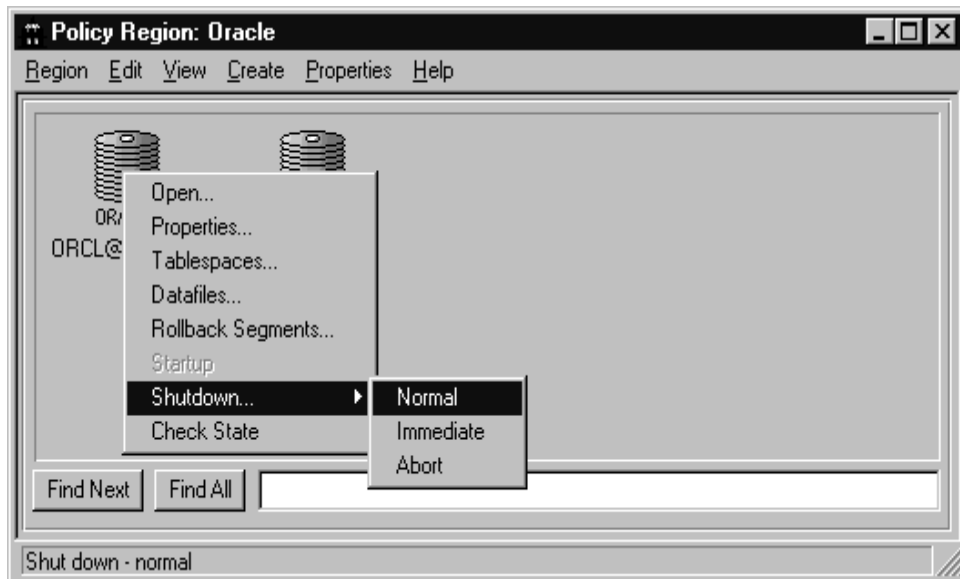 Policy Region: Oracle
Region Edit View Create Properties Help
ORCL@
Open...
Properties...
Tablespaces...
Datafiles...
Rollback Segments...
Startup
Shutdown...
Check State
Normal
Immediate
Abort
Find Next Find All
Shut down - normal